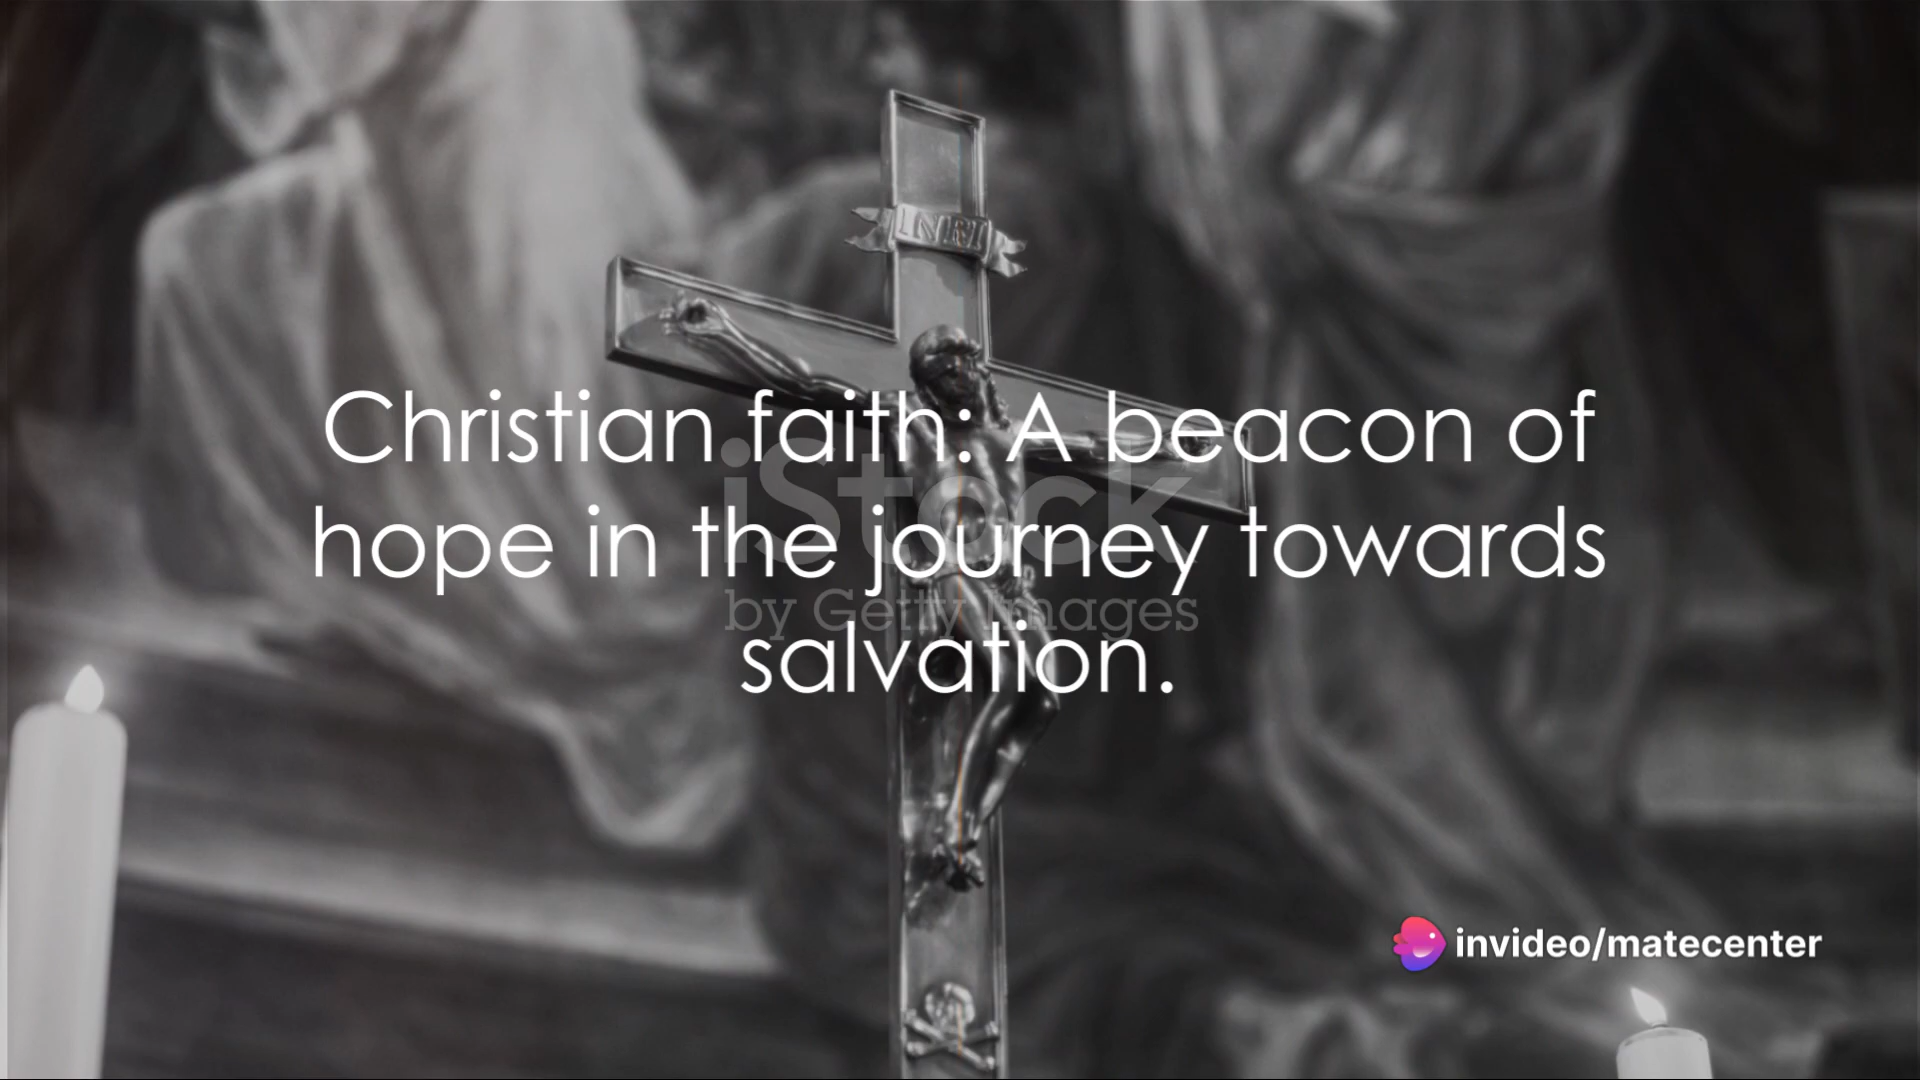 INRI
Christian faith: A beacon of
hope in the journey towards
salvation.
iStock
by Getty Images
invideo/matecenter